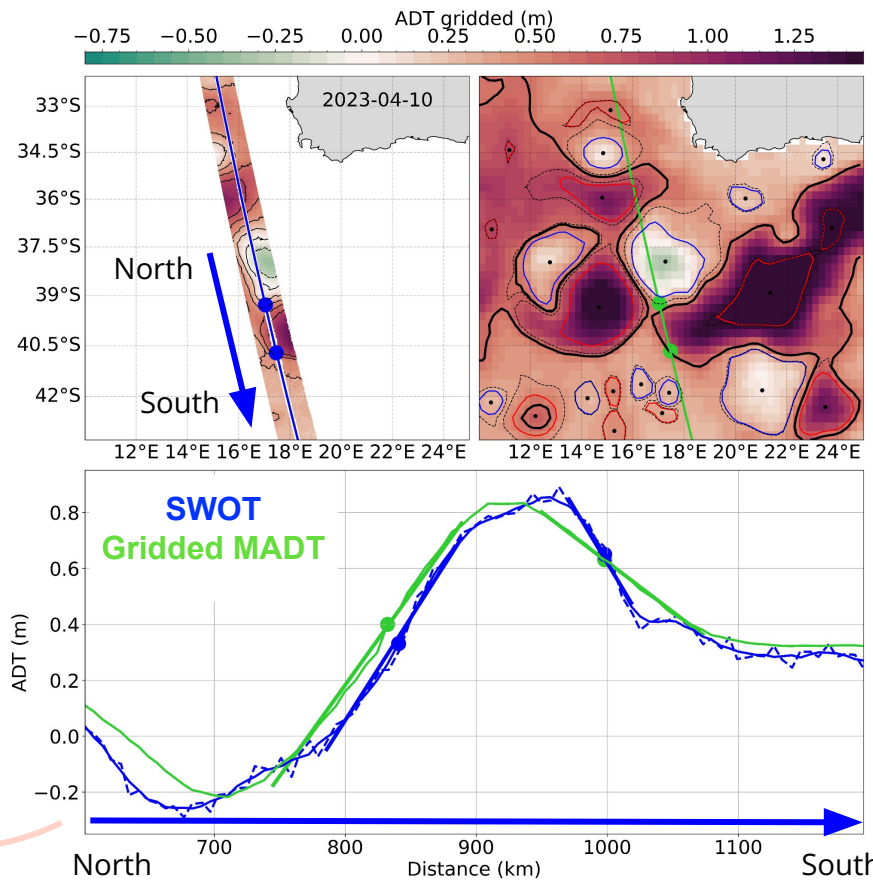 ADT gridded (m)
−0.75 −0.50 −0.25 0.00 0.25 0.50 0.75 1.00 1.25
2023-04-10
33°S
34.5°S
36°S
37.5°S
39°S
40.5°S
42°S
North
South
12°E 14°E 16°E 18°E 20°E 22°E 24°E
12°E 14°E 16°E 18°E 20°E 22°E 24°E
SWOT
Gridded MADT
ADT (m)
0.8
0.6
0.4
0.2
0.0
−0.2
700 800 900 1000 1100
North
Distance (km)
South